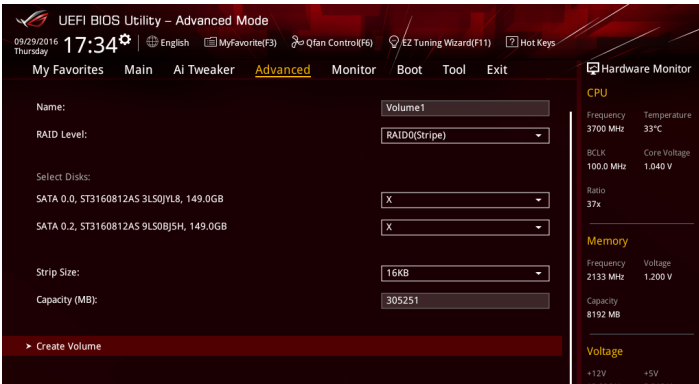 UEFI BIOS Utility – Advanced Mode
09/29/2016 Thursday 17:34 English MyFavorite(F3) Qfan Control(F6) EZ Tuning Wizard(F11) ? Hot Keys
My Favorites Main Ai Tweaker Advanced Monitor Boot Tool Exit
Hardware Monitor
Name: Volume1
RAID Level: RAID0(Stripe)
Select Disks:
SATA 0.0, ST3160812AS 3LS0JYL8, 149.0GB X
SATA 0.2, ST3160812AS 9LS0BJ5H, 149.0GB X
Strip Size: 16KB
Capacity (MB): 305251
> Create Volume
CPU
Frequency Temperature
3700 MHz 33°C
BCLK Core Voltage
100.0 MHz 1.040 V
Ratio
37x
Memory
Frequency Voltage
2133 MHz 1.200 V
Capacity
8192 MB
Voltage
+12V +5V